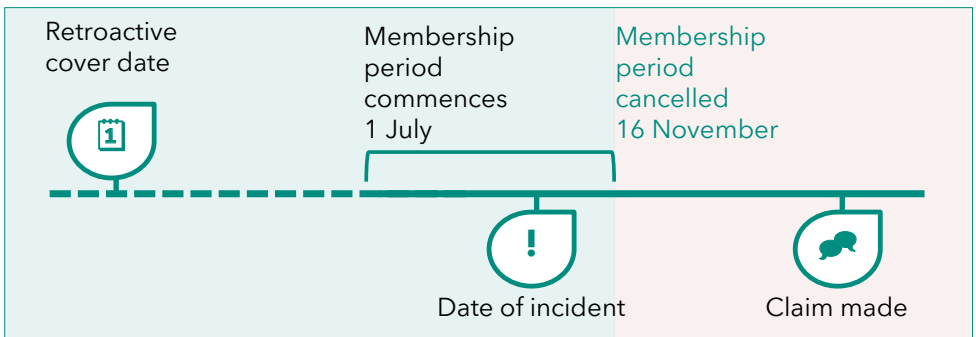 Retroactive
cover date
Membership
period
commences
1 July
Membership
period
cancelled
16 November
1
!
Date of incident
Claim made